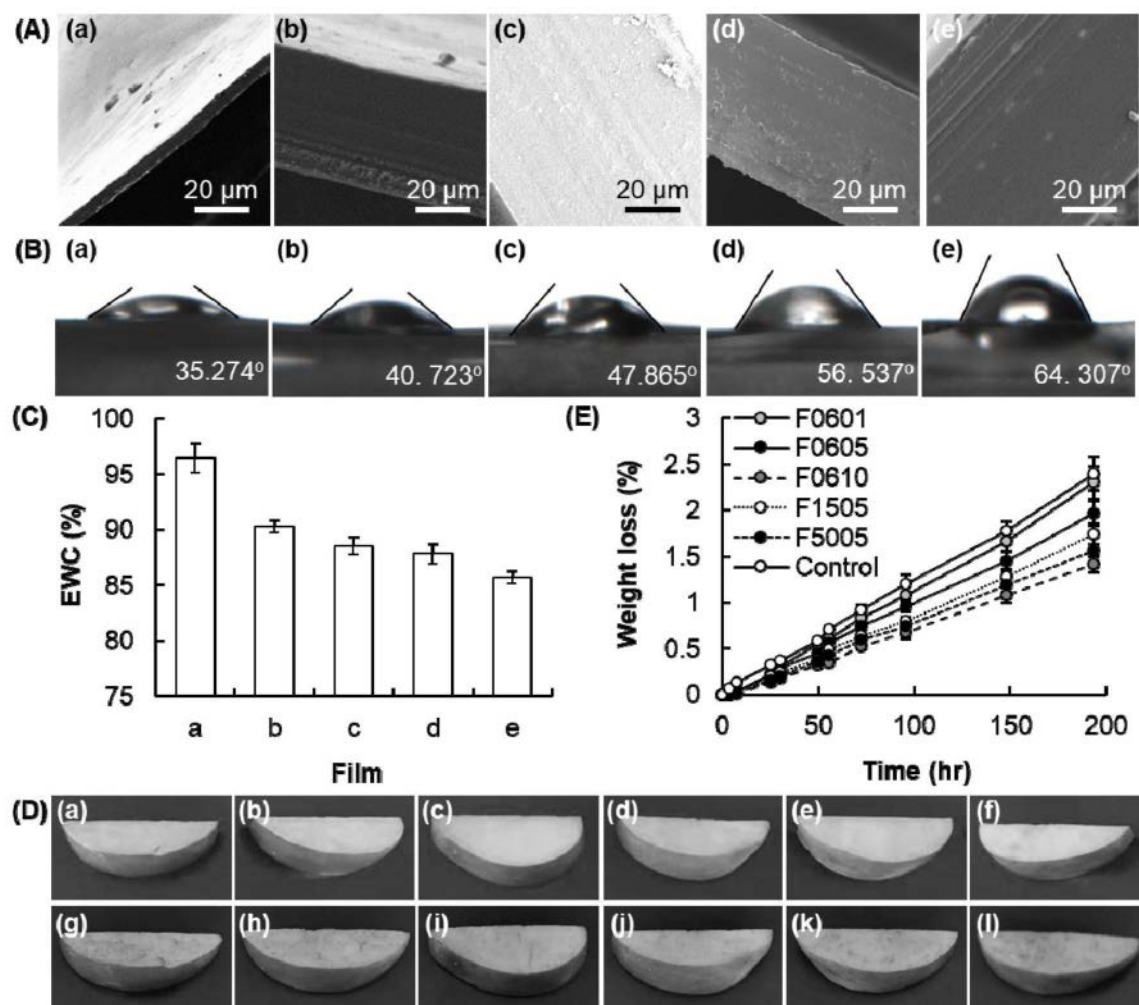 (A) (a) (b) (c) (d) (e)
20 µm 20 µm 20 µm 20 µm 20 µm
(B) (a) (b) (c) (d) (e)
35.274° 40. 723° 47.865° 56. 537° 64. 307°
(C)
100
95
90
85
80
75
EWC (%)
a b c d e
Film
(E)
3
2.5
2
1.5
1
0.5
0
Weight loss (%)
F0601
F0605
F0610
F1505
F5005
Control
0 50 100 150 200
Time (hr)
(D) (a) (b) (c) (d) (e) (f)
(g) (h) (i) (j) (k) (l)